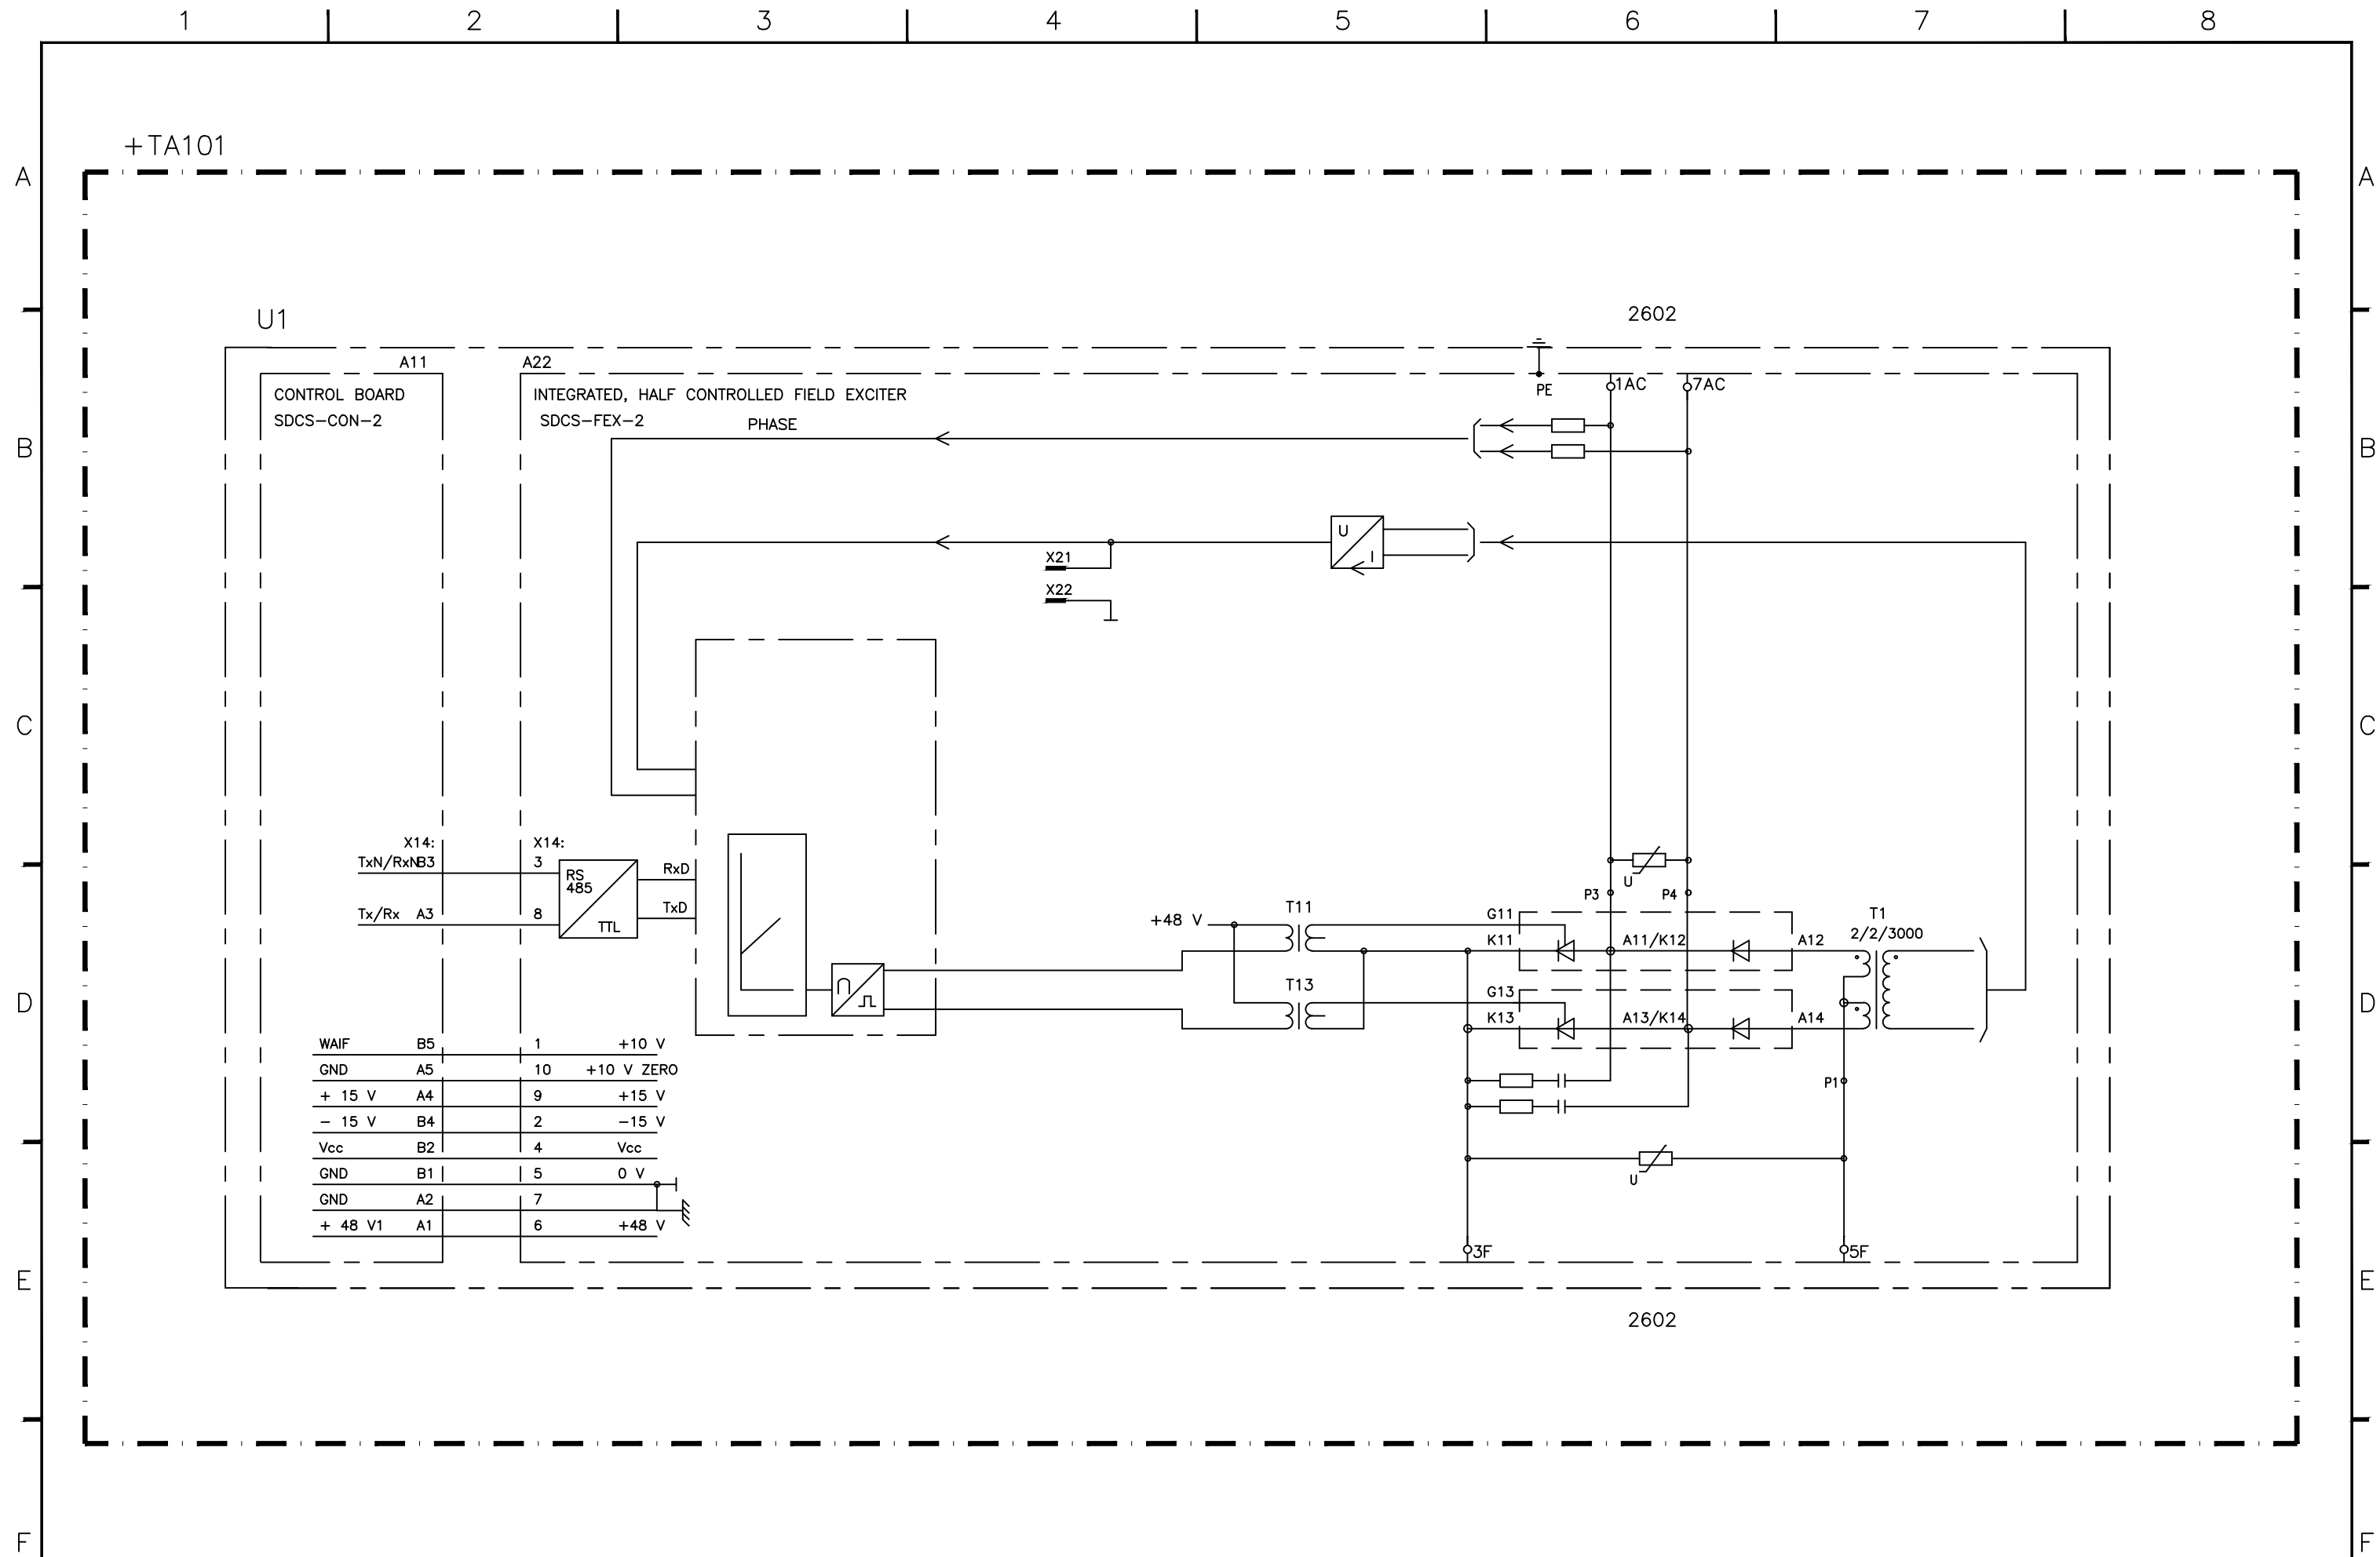 1 2 3 4 5 6 7 8
+TA101
A A
U1 2602
A11 A22
PE 1AC 7AC
CONTROL BOARD INTEGRATED, HALF CONTROLLED FIELD EXCITER
SDCS-CON-2 SDCS-FEX-2 PHASE
B B
U
I
X21
X22
C C
X14: X14:
TxN/RxN B3 3 RS RxD
485
U
P3 P4
Tx/Rx A3 8 TTL TxD
+48 V T11 G11 T1
2/2/3000
K11 A11/K12 A12
T13 G13
D D
K13 A13/K14 A14
WAIF B5 1 +10 V
GND A5 10 +10 V ZERO
P1
+ 15 V A4 9 +15 V
- 15 V B4 2 -15 V
Vcc B2 4 Vcc
GND B1 5 0 V
U
GND A2 7
+ 48 V1 A1 6 +48 V
3F 5F
E E
2602
F F